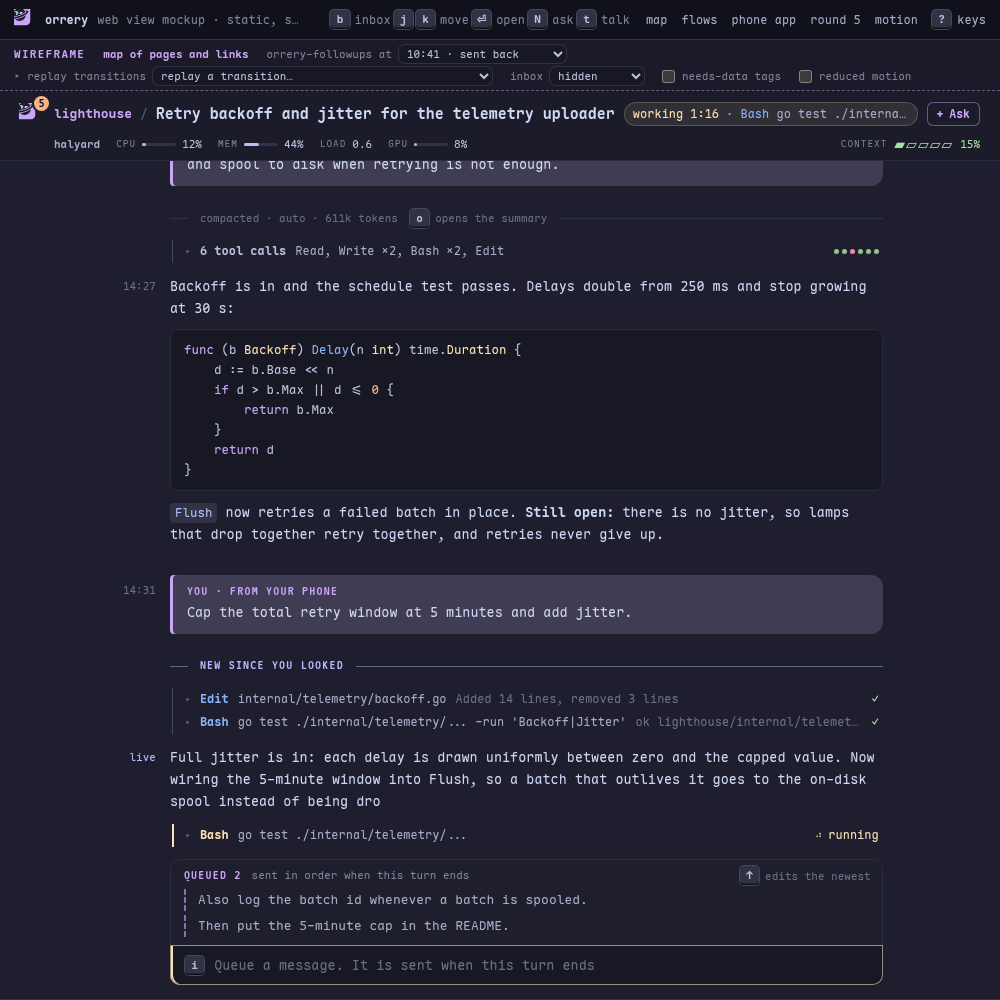 orrery web view mockup · static, s… b inbox j k move ⏎ open N ask t talk map flows phone app round 5 motion ? keys
WIREFRAME map of pages and links orrery-followups at 10:41 · sent back
▸ replay transitions replay a transition… inbox hidden needs-data tags reduced motion
5 lighthouse / Retry backoff and jitter for the telemetry uploader working 1:16 · Bash go test ./interna… + Ask
halyard CPU 12% MEM 44% LOAD 0.6 GPU 8% CONTEXT 15%
and spool to disk when retrying is not enough.
compacted · auto · 611k tokens o opens the summary
▸ 6 tool calls Read, Write ×2, Bash ×2, Edit
14:27 Backoff is in and the schedule test passes. Delays double from 250 ms and stop growing
at 30 s:
func (b Backoff) Delay(n int) time.Duration {
d := b.Base << n
if d > b.Max || d <= 0 {
return b.Max
}
return d
}
Flush now retries a failed batch in place. Still open: there is no jitter, so lamps
that drop together retry together, and retries never give up.
14:31 YOU · FROM YOUR PHONE
Cap the total retry window at 5 minutes and add jitter.
NEW SINCE YOU LOOKED
▸ Edit internal/telemetry/backoff.go Added 14 lines, removed 3 lines ✓
▸ Bash go test ./internal/telemetry/... -run 'Backoff|Jitter' ok lighthouse/internal/telemet… ✓
live Full jitter is in: each delay is drawn uniformly between zero and the capped value. Now
wiring the 5-minute window into Flush, so a batch that outlives it goes to the on-disk
spool instead of being dro
▸ Bash go test ./internal/telemetry/... running
QUEUED 2 sent in order when this turn ends ↑ edits the newest
Also log the batch id whenever a batch is spooled.
Then put the 5-minute cap in the README.
i Queue a message. It is sent when this turn ends